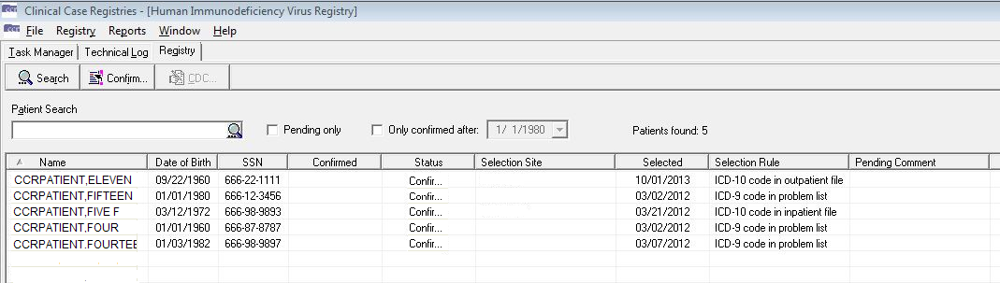 Clinical Case Registries - [Human Immunodeficiency Virus Registry]
File Registry Reports Window Help
Task Manager Technical Log Registry
Search Confirm... CDC...
Patient Search
Pending only Only confirmed after: 1/ 1/1980 Patients found: 5
Name Date of Birth SSN Confirmed Status Selection Site Selected Selection Rule Pending Comment
CCRPATIENT,ELEVEN 09/22/1960 666-22-1111 Confir... 10/01/2013 ICD-10 code in outpatient file
CCRPATIENT,FIFTEEN 01/01/1980 666-12-3456 Confir... 03/02/2012 ICD-9 code in problem list
CCRPATIENT,FIVE F 03/12/1972 666-98-9893 Confir... 03/21/2012 ICD-10 code in inpatient file
CCRPATIENT,FOUR 01/01/1960 666-87-8787 Confir... 03/02/2012 ICD-9 code in problem list
CCRPATIENT.FOURTEE 01/03/1982 666-98-9897 Confir... 03/07/2012 ICD-9 code in problem list